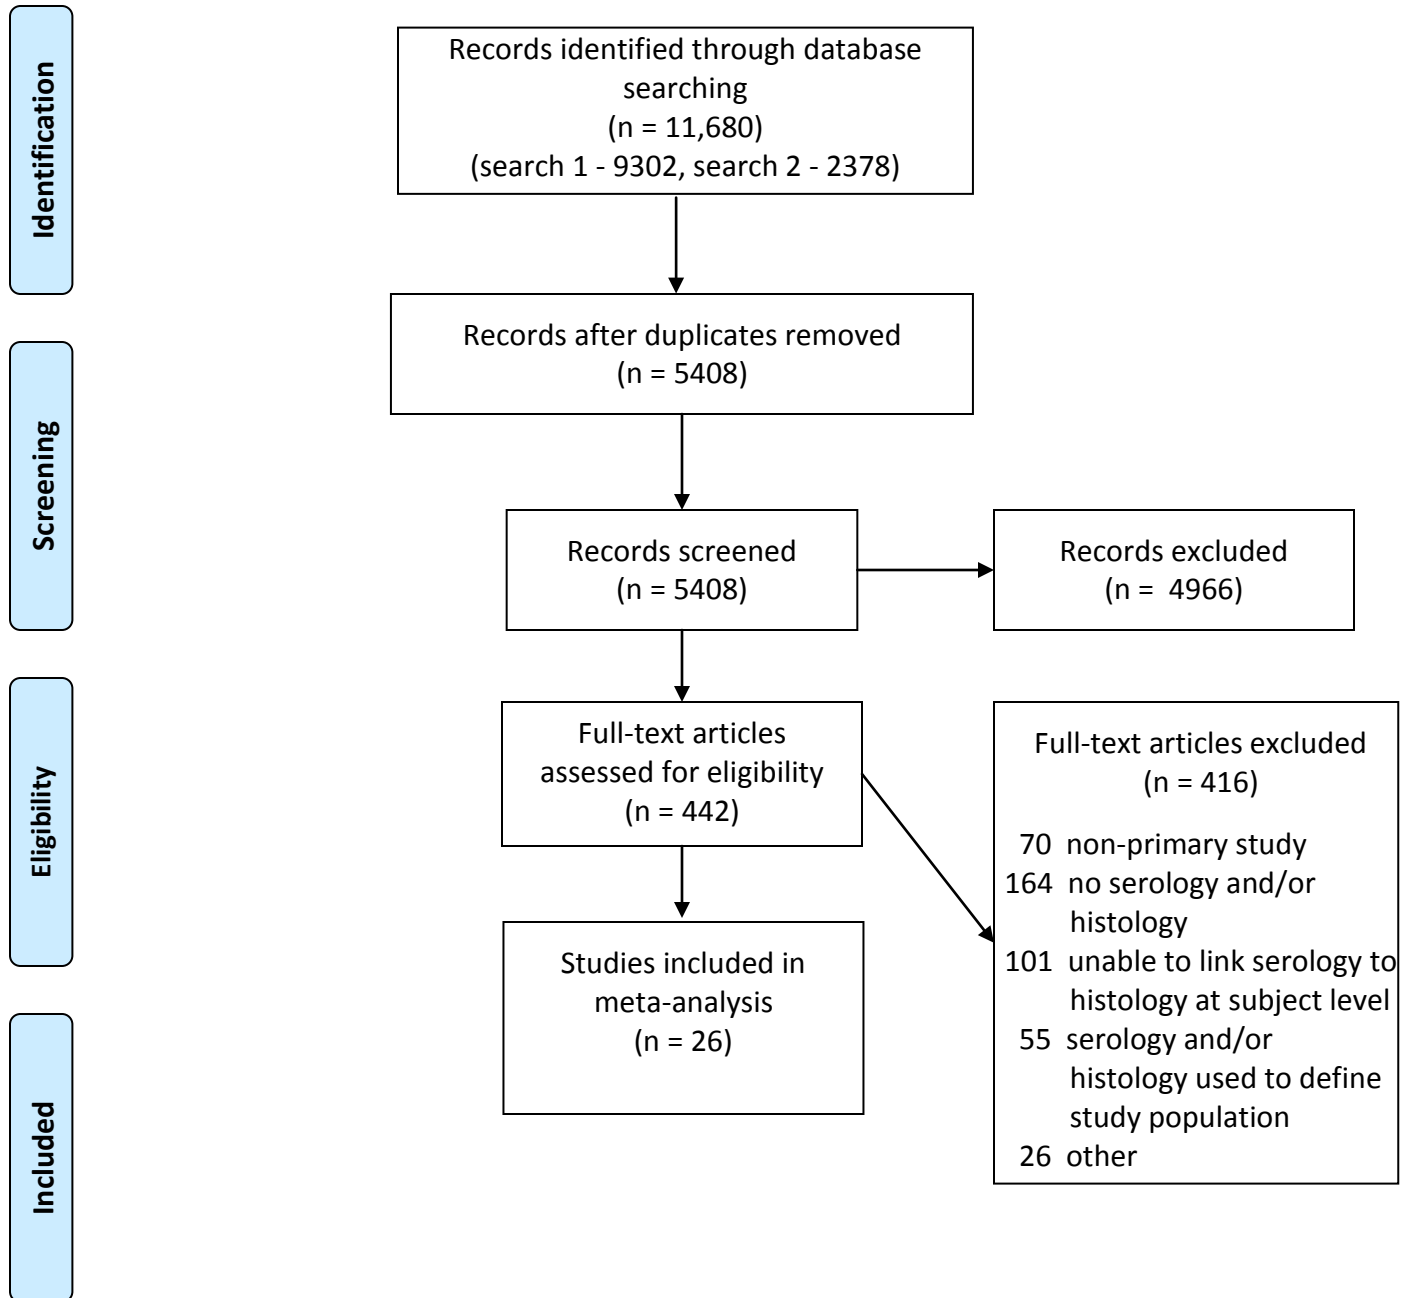 Identification
Records identified through database
searching
(n = 11,680)
(search 1 - 9302, search 2 - 2378)
Records after duplicates removed
(n = 5408)
Screening
Records screened
(n = 5408)
Records excluded
(n = 4966)
Eligibility
Full-text articles
assessed for eligibility
(n = 442)
Full-text articles excluded
(n = 416)
70 non-primary study
164 no serology and/or
histology
101 unable to link serology to
histology at subject level
55 serology and/or
histology used to define
study population
26 other
Included
Studies included in
meta-analysis
(n = 26)